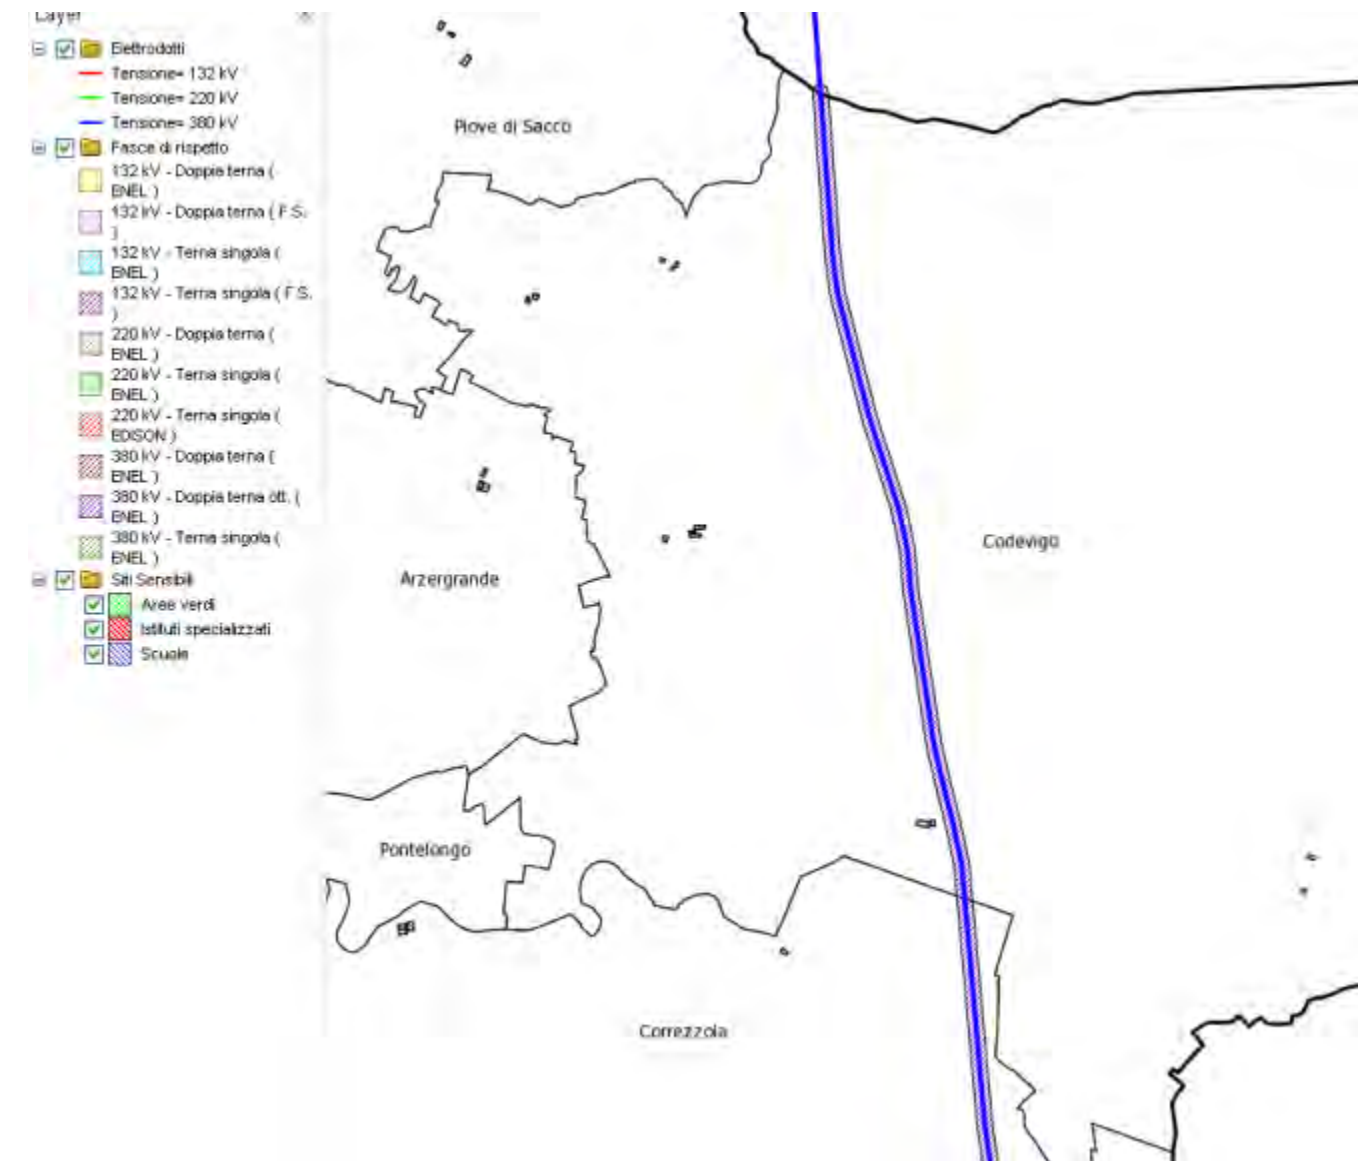 Layer
Elettrodotti
Tensione= 132 kV
Tensione= 220 kV
Tensione= 380 kV
Fasce di rispetto
132 kV - Doppia terna (
ENEL )
132 kV - Doppia terna ( F.S.
)
132 kV - Terna singola (
ENEL )
132 kV - Terna singola ( F.S.
)
220 kV - Doppia terna (
ENEL )
220 kV - Terna singola (
ENEL )
220 kV - Terna singola (
EDISON )
380 kV - Doppia terna (
ENEL )
380 kV - Doppia terna ott. (
ENEL )
380 kV - Terna singola (
ENEL )
Siti Sensibili
Aree verdi
Istituti specializzati
Scuole
Piove di Sacco
Codevigo
Arzergrande
Pontelongo
Correzzola